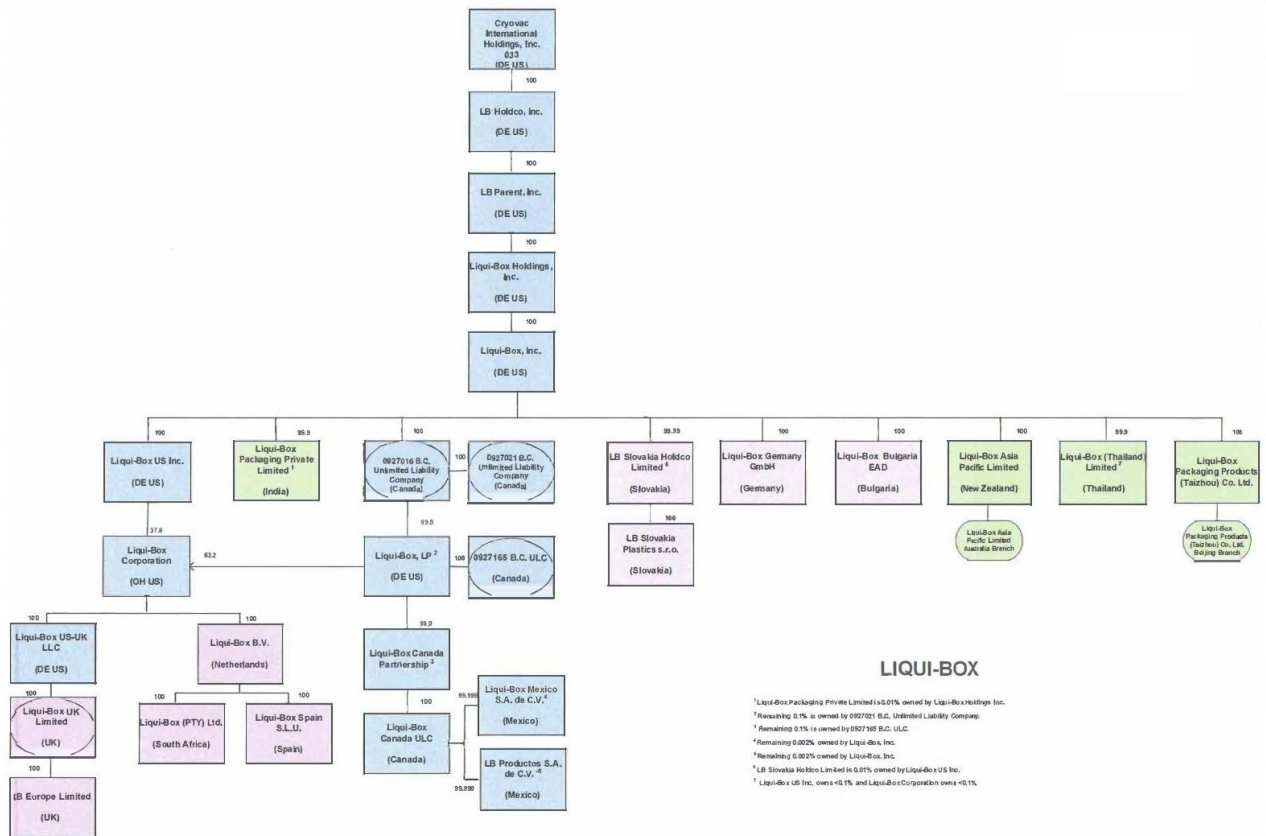 Cryovac
International
Holdings, Inc.
633
(DE US)
100
LB Holdco, Inc.
(DE US)
100
LB Parent, Inc.
(DE US)
100
Liqui-Box Holdings,
Inc.
(DE US)
100
Liqui-Box, Inc.
(DE US)
100
Liqui-Box US Inc.
(DE US)
99.9
Liqui-Box
Packaging Private
Limited 1
(India)
100
0927016 B.C.
Unlimited Liability
Company
(Canada)
100
0927021 B.C.
Unlimited Liability
Company
(Canada)
99.99
LB Slovakia Holdco
Limited 6
(Slovakia)
100
Liqui-Box Germany
GmbH
(Germany)
100
Liqui-Box Bulgaria
EAD
(Bulgaria)
100
Liqui-Box Asia
Pacific Limited
(New Zealand)
99.9
Liqui-Box (Thailand)
Limited 7
(Thailand)
100
Liqui-Box
Packaging Products
(Taizhou) Co. Ltd.
37.8
Liqui-Box
Corporation
(OH US)
62.2
99.9
Liqui-Box, LP 2
(DE US)
100
0927165 B.C. ULC
(Canada)
100
LB Slovakia
Plastics s.r.o.
(Slovakia)
Liqui-Box Asia
Pacific Limited
Australia Branch
Liqui-Box
Packaging Products
(Taizhou) Co. Ltd.
Beijing Branch
100
Liqui-Box US-UK
LLC
(DE US)
100
Liqui-Box B.V.
(Netherlands)
99.9
Liqui-Box Canada
Partnership 3
100
Liqui-Box UK
Limited
(UK)
100
Liqui-Box (PTY) Ltd.
(South Africa)
100
Liqui-Box Spain
S.L.U.
(Spain)
100
Liqui-Box
Canada ULC
(Canada)
99.998
Liqui-Box Mexico
S.A. de C.V. 4
(Mexico)
99.998
LB Productos S.A.
de C.V. 5
(Mexico)
100
LB Europe Limited
(UK)
LIQUI-BOX
1 Liqui-Box Packaging Private Limited is 0.01% owned by Liqui-Box Holdings Inc.
2 Remaining 0.1% is owned by 0927021 B.C. Unlimited Liability Company.
3 Remaining 0.1% is owned by 0927165 B.C. ULC.
4 Remaining 0.002% owned by Liqui-Box, Inc.
5 Remaining 0.002% owned by Liqui-Box, Inc.
6 LB Slovakia Holdco Limited is 0.01% owned by Liqui-Box US Inc.
7 Liqui-Box US Inc. owns <0.1% and Liqui-Box Corporation owns <0.1%.